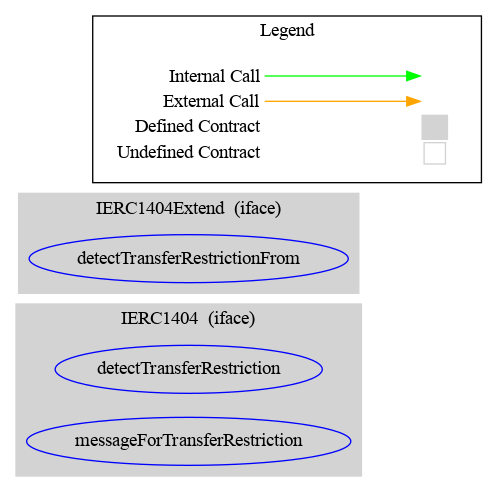 Legend
Internal Call
External Call
Defined Contract
Undefined Contract
IERC1404Extend (iface)
detectTransferRestrictionFrom
IERC1404 (iface)
detectTransferRestriction
messageForTransferRestriction